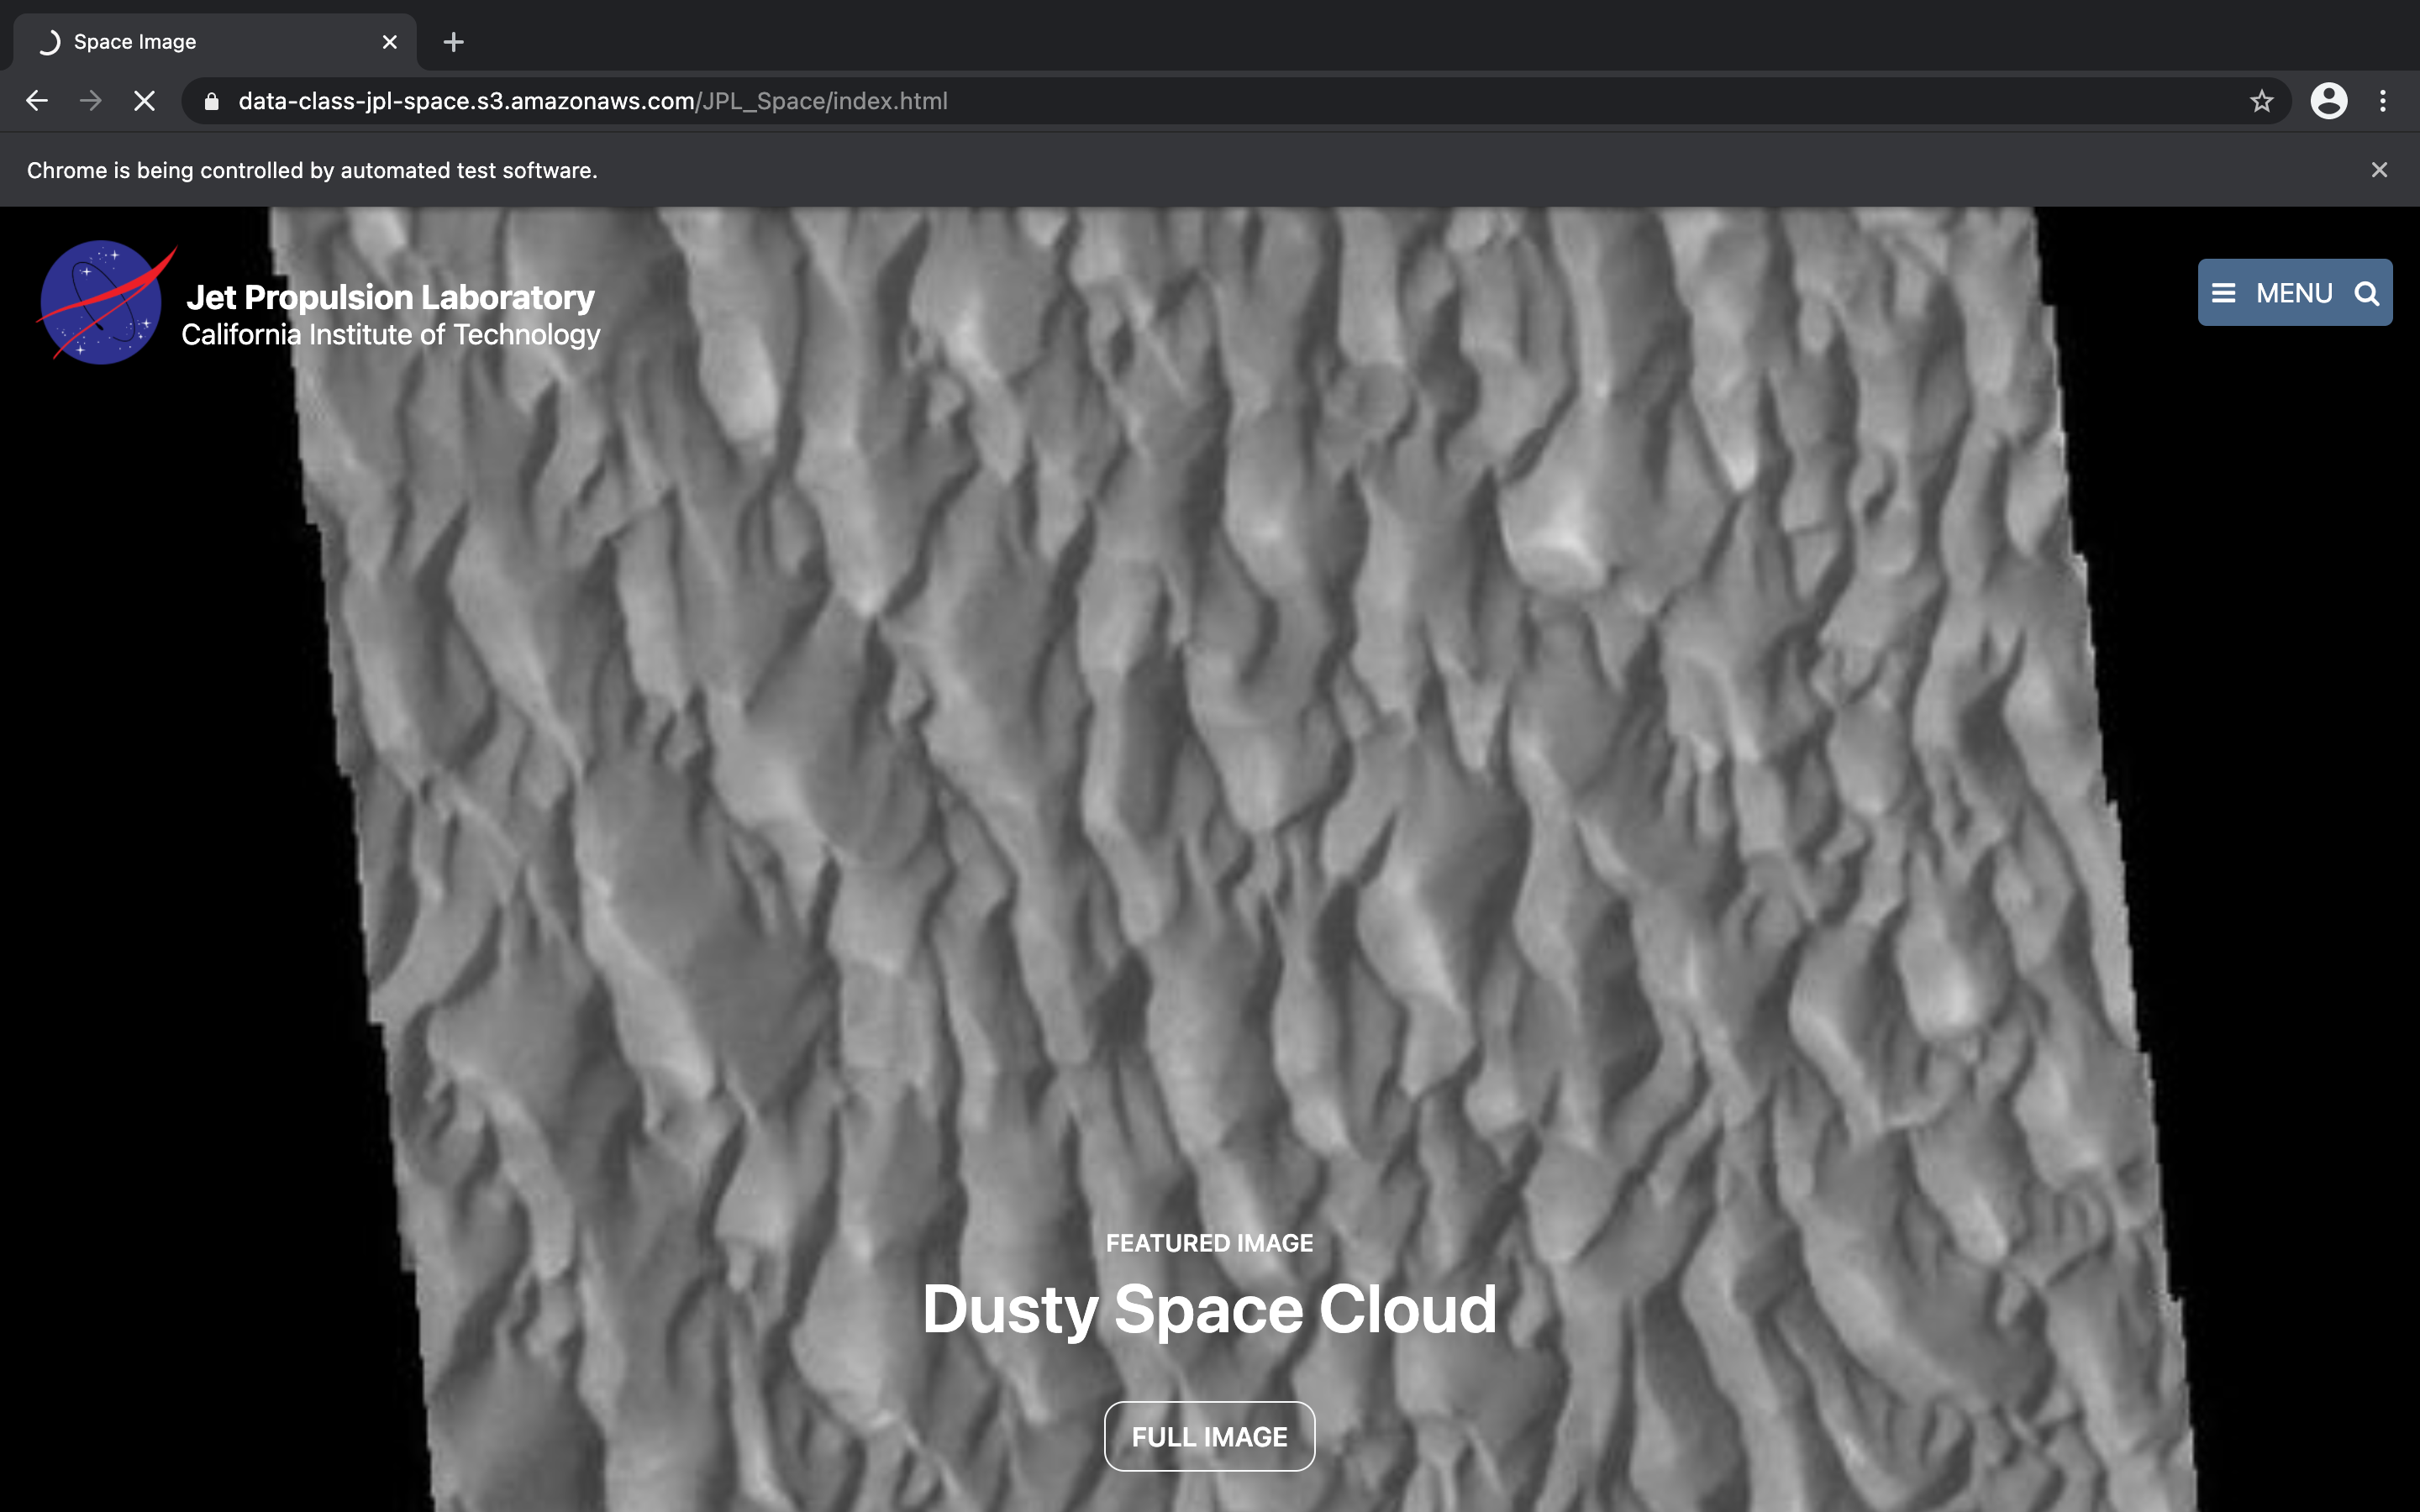 Space Image
data-class-jpl-space.s3.amazonaws.com/JPL_Space/index.html
Chrome is being controlled by automated test software.
Jet Propulsion Laboratory
California Institute of Technology
MENU
FEATURED IMAGE
Dusty Space Cloud
FULL IMAGE